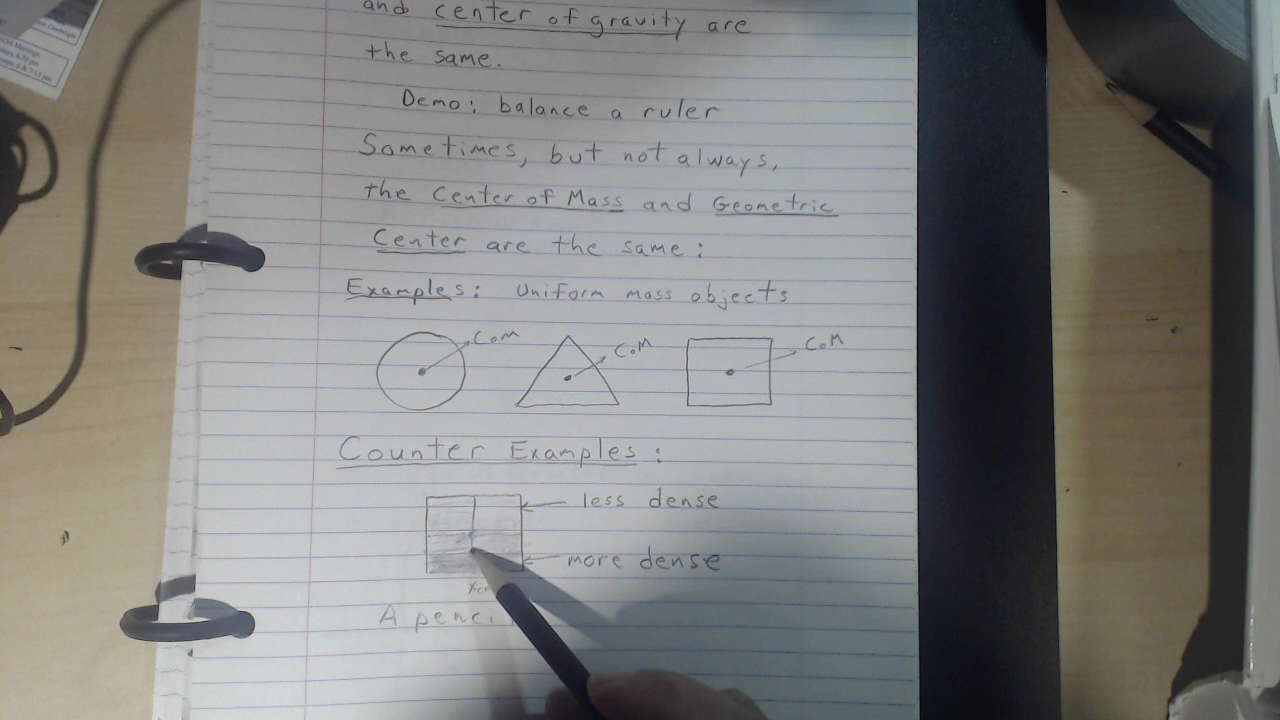 and center of gravity are
the same.
Demo: balance a ruler
Sometimes, but not always,
the Center of Mass and Geometric
Center are the same:
Examples: Uniform mass objects
CoM
CoM
CoM
Counter Examples:
less dense
more dense
A